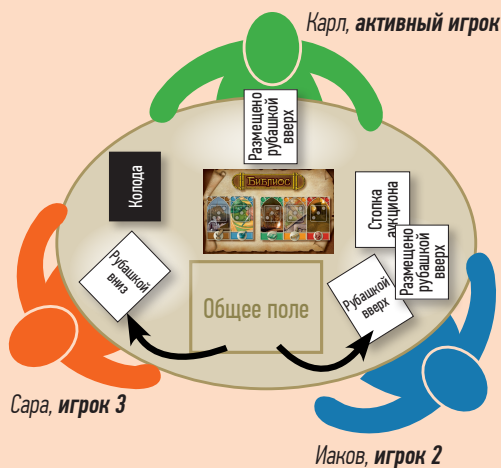 Карл, активный игрок
Размещено
рубашкой
вверх
Колода
Библиос
Стопка
аукциона
Размещено
рубашкой
вверх
Рубашкой
вниз
Рубашкой
вверх
Общее поле
Сара, игрок 3
Иаков, игрок 2